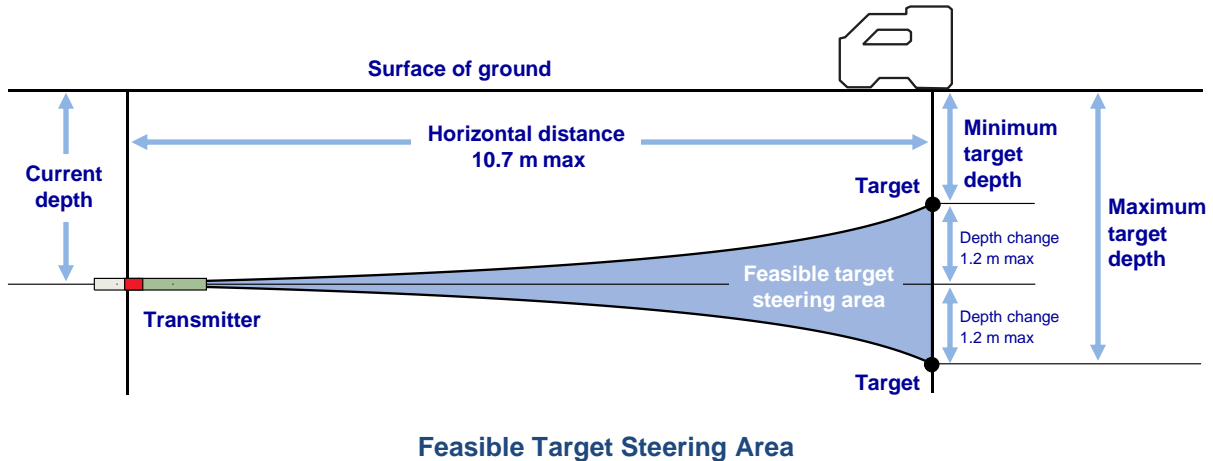 Surface of ground
Horizontal distance
10.7 m max
Current
depth
Minimum
target
depth
Target
Maximum
target
depth
Depth change
1.2 m max
Feasible target
steering area
Depth change
1.2 m max
Transmitter
Target
Feasible Target Steering Area